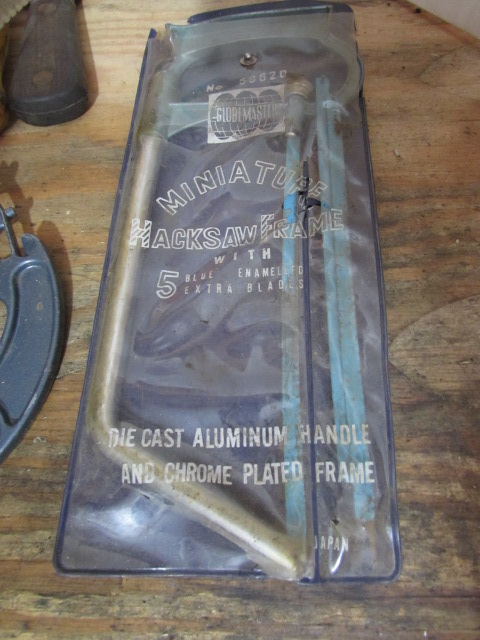 No 56620
GLOBEMASTER
MINIATURE
HACKSAW FRAME
WITH
5 BLUE ENAMELLED
EXTRA BLADES
DIE CAST ALUMINUM HANDLE
AND CHROME PLATED FRAME
JAPAN